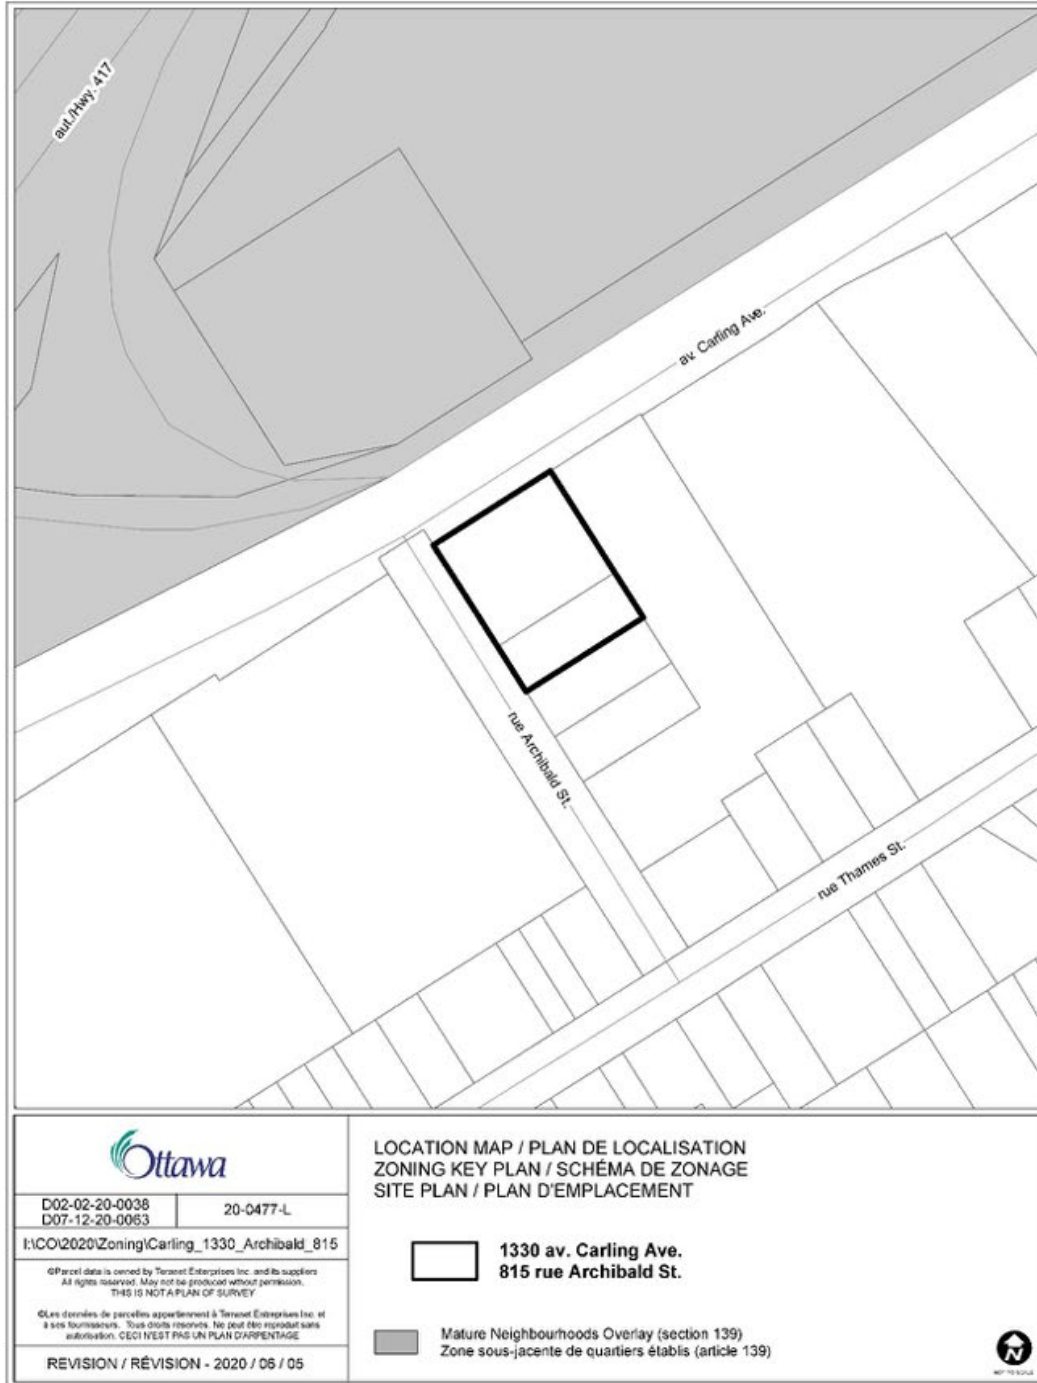 aut./Hwy. 417
av. Carling Ave.
rue Archibald St.
rue Thames St.
Ottawa
D02-02-20-0038
D07-12-20-0063
20-0477-L
I:\CO\2020\Zoning\Carling_1330_Archibald_815
©Parcel data is owned by Teranet Enterprises Inc. and its suppliers
All rights reserved. May not be produced without permission.
THIS IS NOT A PLAN OF SURVEY
©Les données de parcelles appartiennent à Teranet Entreprises Inc. et
à ses fournisseurs. Tous droits réservés. Ne peut être reproduit sans
autorisation. CECI N'EST PAS UN PLAN D'ARPENTAGE
REVISION / RÉVISION - 2020 / 06 / 05
LOCATION MAP / PLAN DE LOCALISATION
ZONING KEY PLAN / SCHÉMA DE ZONAGE
SITE PLAN / PLAN D'EMPLACEMENT
1330 av. Carling Ave.
815 rue Archibald St.
Mature Neighbourhoods Overlay (section 139)
Zone sous-jacente de quartiers établis (article 139)
N
NOT TO SCALE